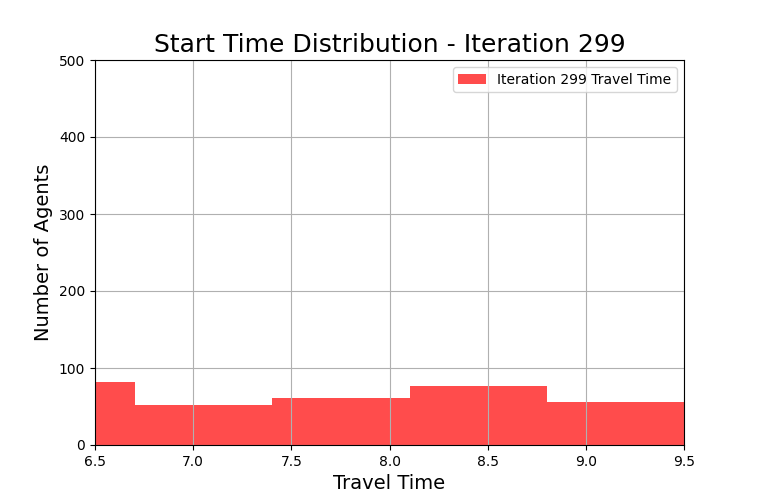 Start Time Distribution - Iteration 299
Iteration 299 Travel Time
Number of Agents
500
400
300
200
100
0
6.5 7.0 7.5 8.0 8.5 9.0 9.5
Travel Time